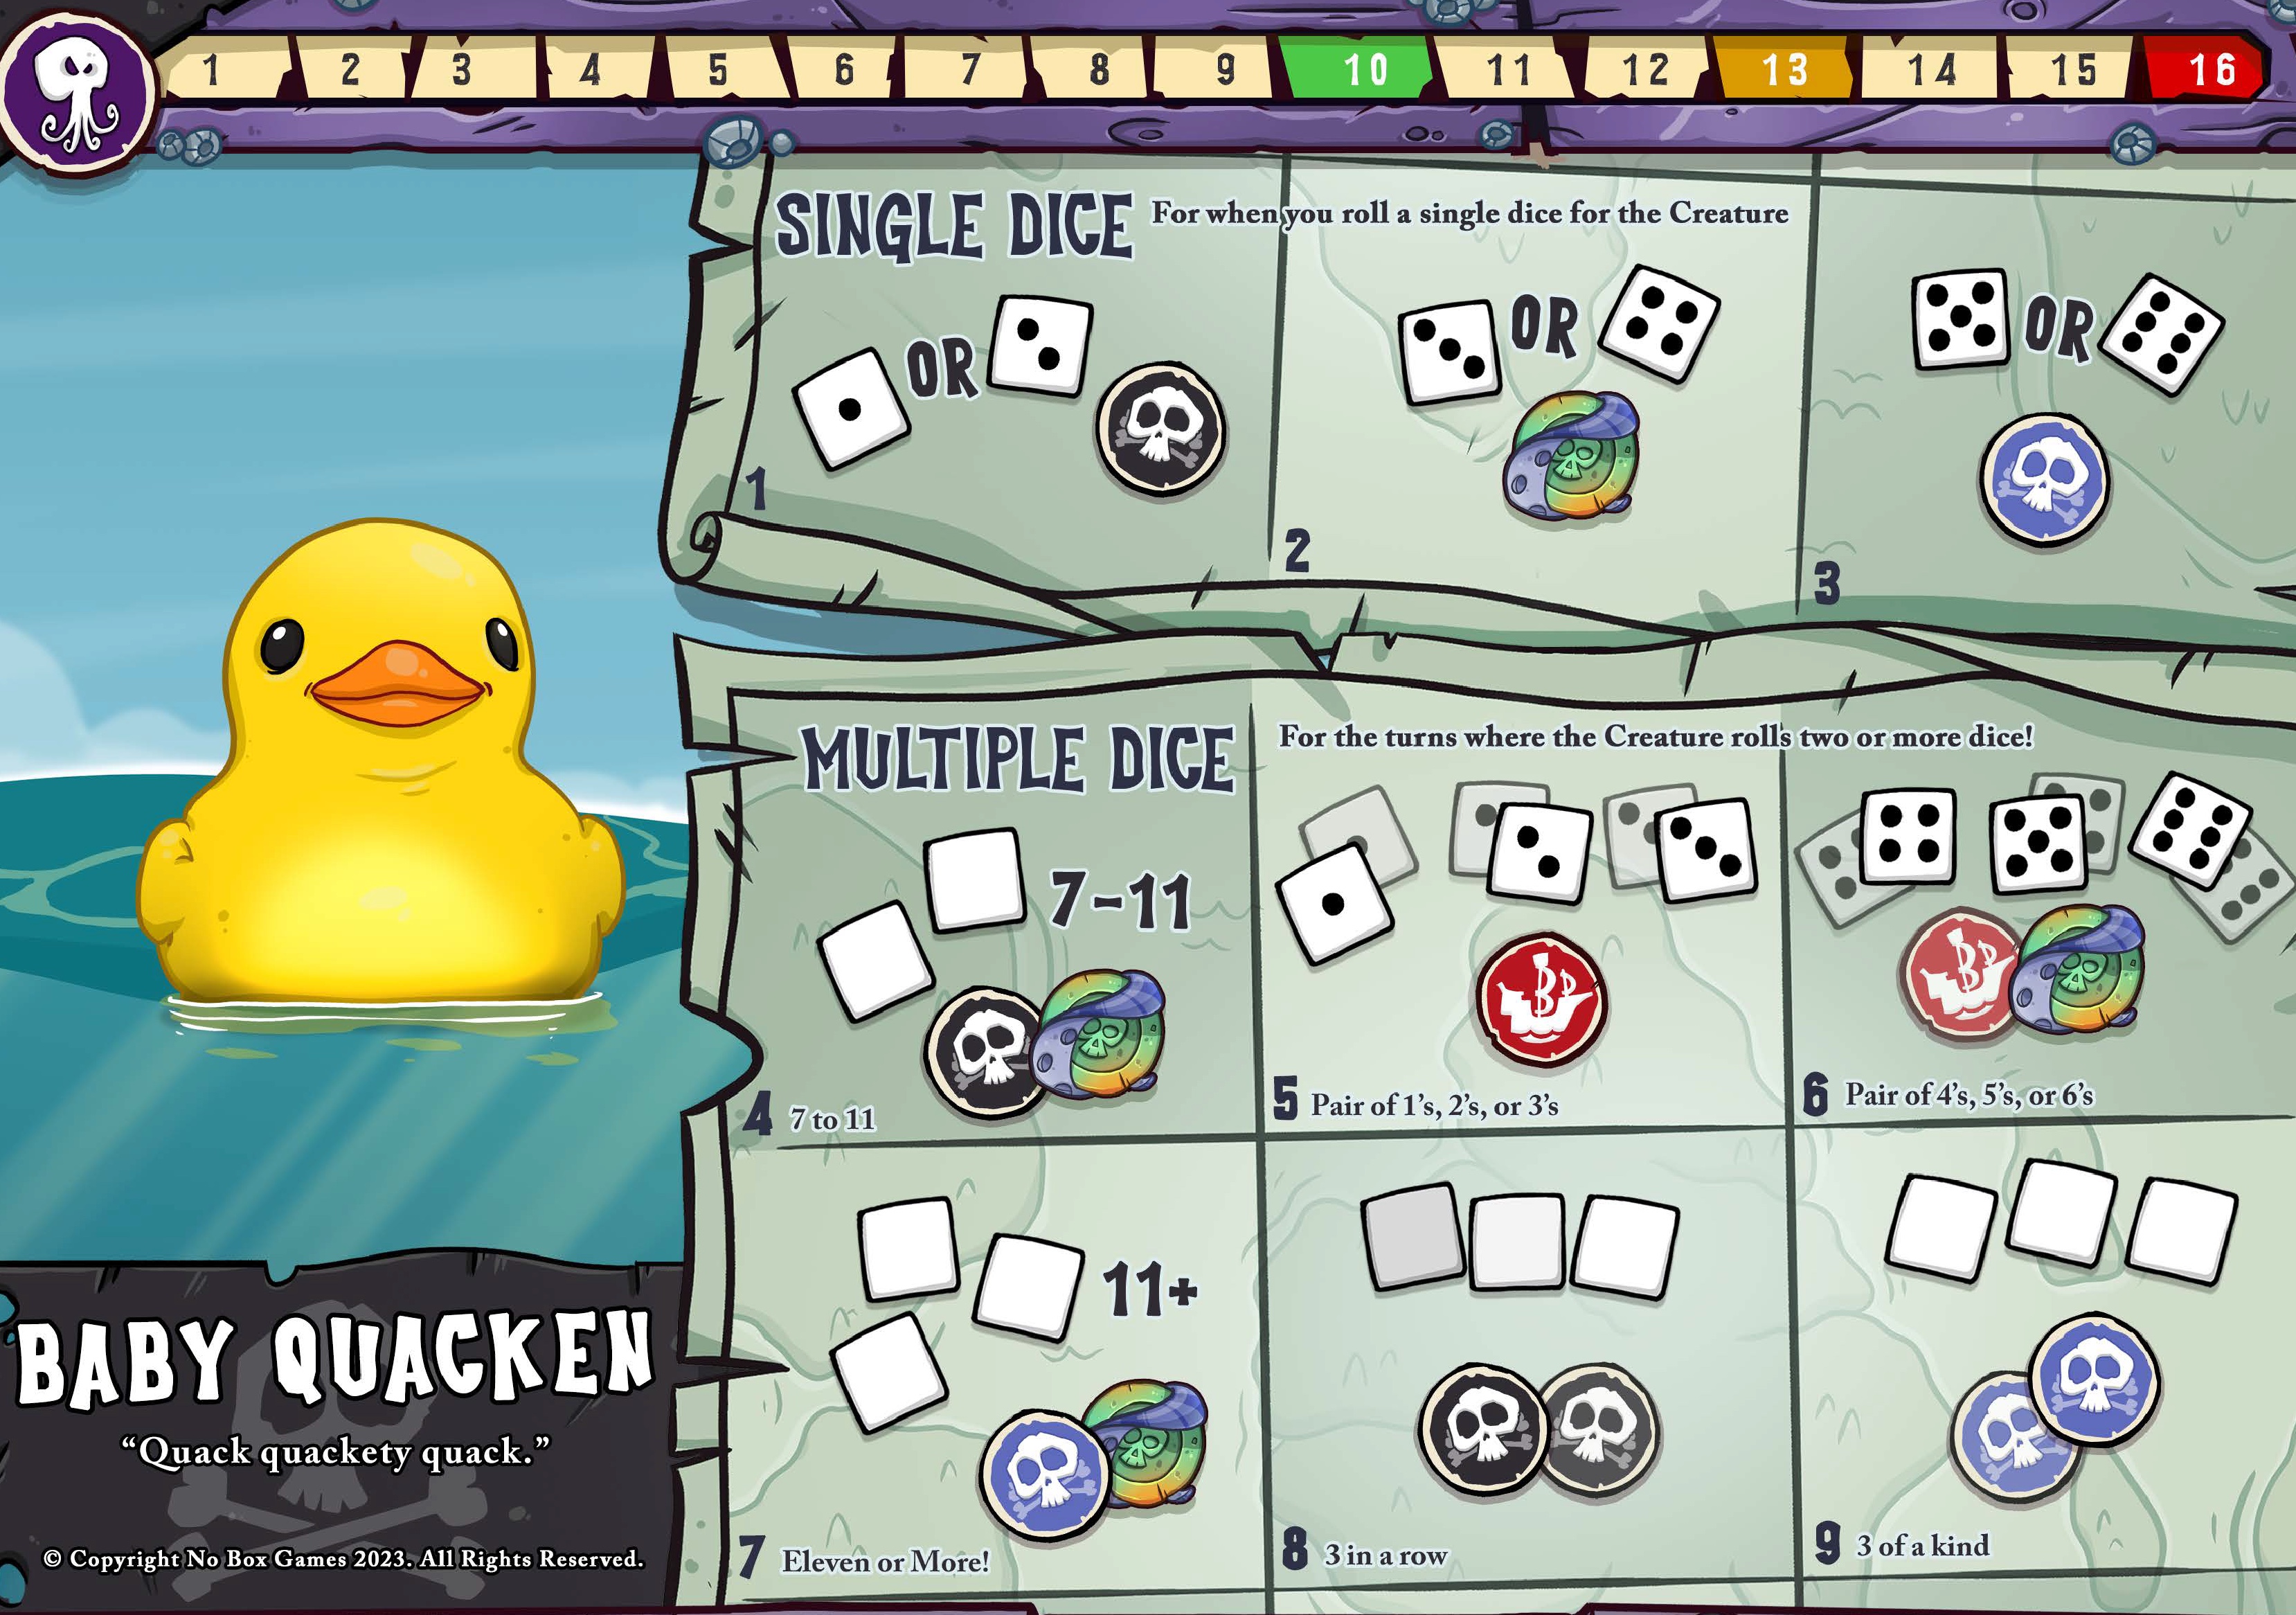 1 2 3 4 5 6 7 8 9 10 11 12 13 14 15 16
SINGLE DICE For when you roll a single dice for the Creature
OR
OR
OR
1
2
3
MULTIPLE DICE For the turns where the Creature rolls two or more dice!
7-11
4 7 to 11
5 Pair of 1's, 2's, or 3's
6 Pair of 4's, 5's, or 6's
11+
7 Eleven or More!
8 3 in a row
9 3 of a kind
BABY QUACKEN
“Quack quackety quack.”
© Copyright No Box Games 2023. All Rights Reserved.